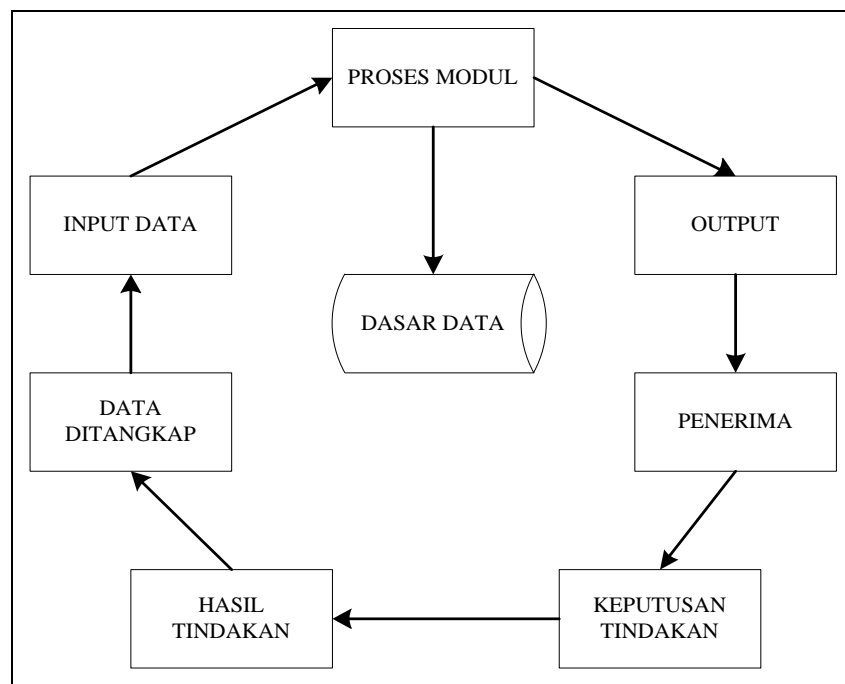 PROSES MODUL
INPUT DATA
OUTPUT
DASAR DATA
DATA
DITANGKAP
PENERIMA
HASIL
TINDAKAN
KEPUTUSAN
TINDAKAN